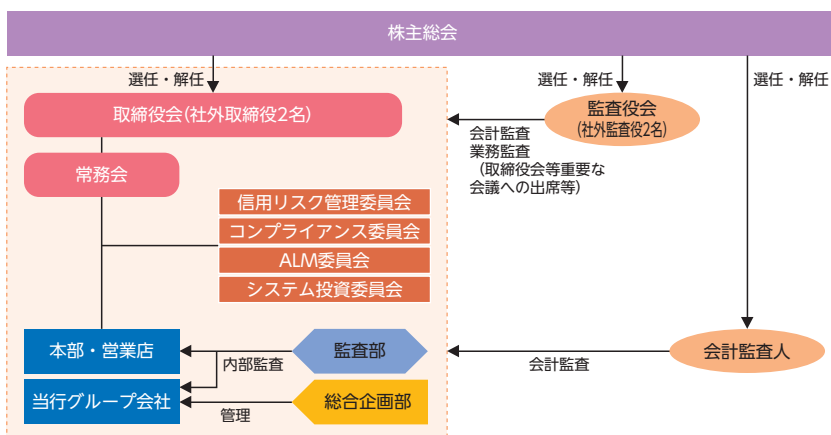 株主総会
選任・解任
選任・解任
選任・解任
取締役会(社外取締役2名)
監査役会
(社外監査役2名)
会計監査
業務監査
(取締役会等重要な
会議への出席等)
常務会
信用リスク管理委員会
コンプライアンス委員会
ALM委員会
システム投資委員会
本部・営業店
内部監査
監査部
会計監査
会計監査人
当行グループ会社
管理
総合企画部